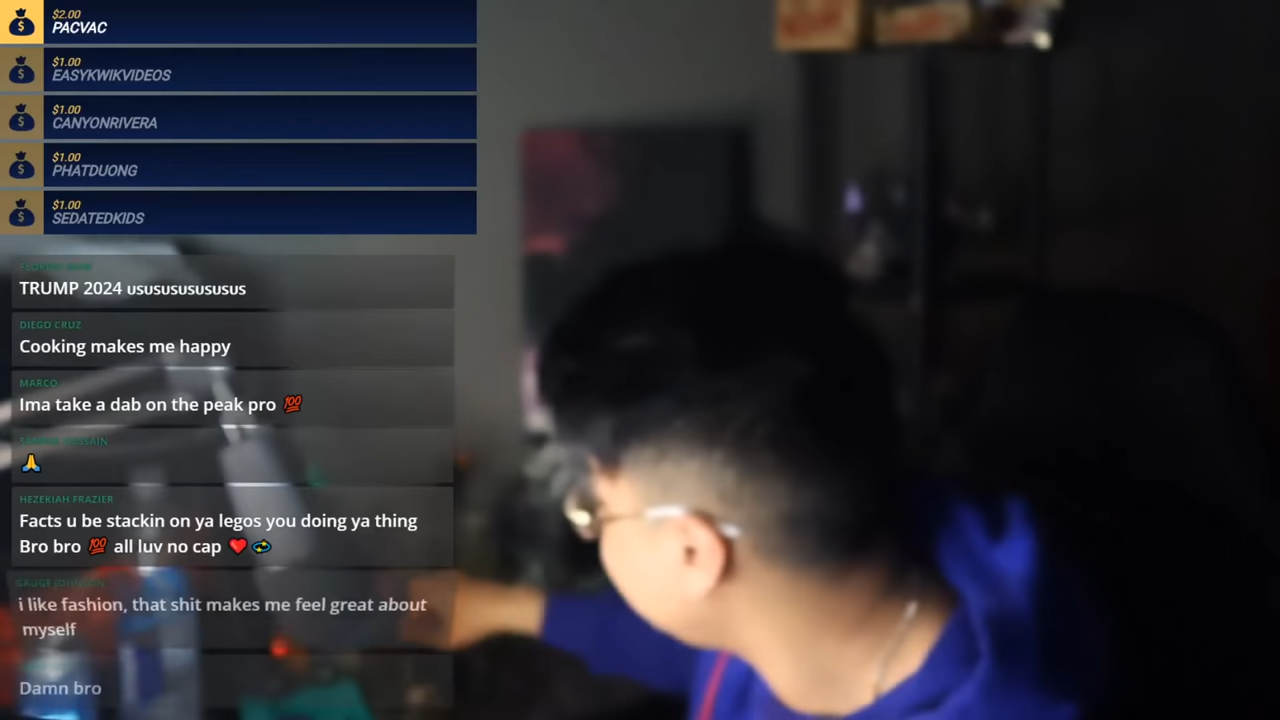 $2.00
PACVAC
$1.00
EASYKWIKVIDEOS
$1.00
CANYONRIVERA
$1.00
PHATDUONG
$1.00
SEDATEDKIDS
TRUMP 2024 usususususus
DIEGO CRUZ
Cooking makes me happy
MARCO
Ima take a dab on the peak pro 💯
🙏
HEZEKIAH FRAZIER
Facts u be stackin on ya legos you doing ya thing
Bro bro 💯 all luv no cap ❤️ 💫
GAUGE JOHNSON
i like fashion, that shit makes me feel great about
myself
Damn bro